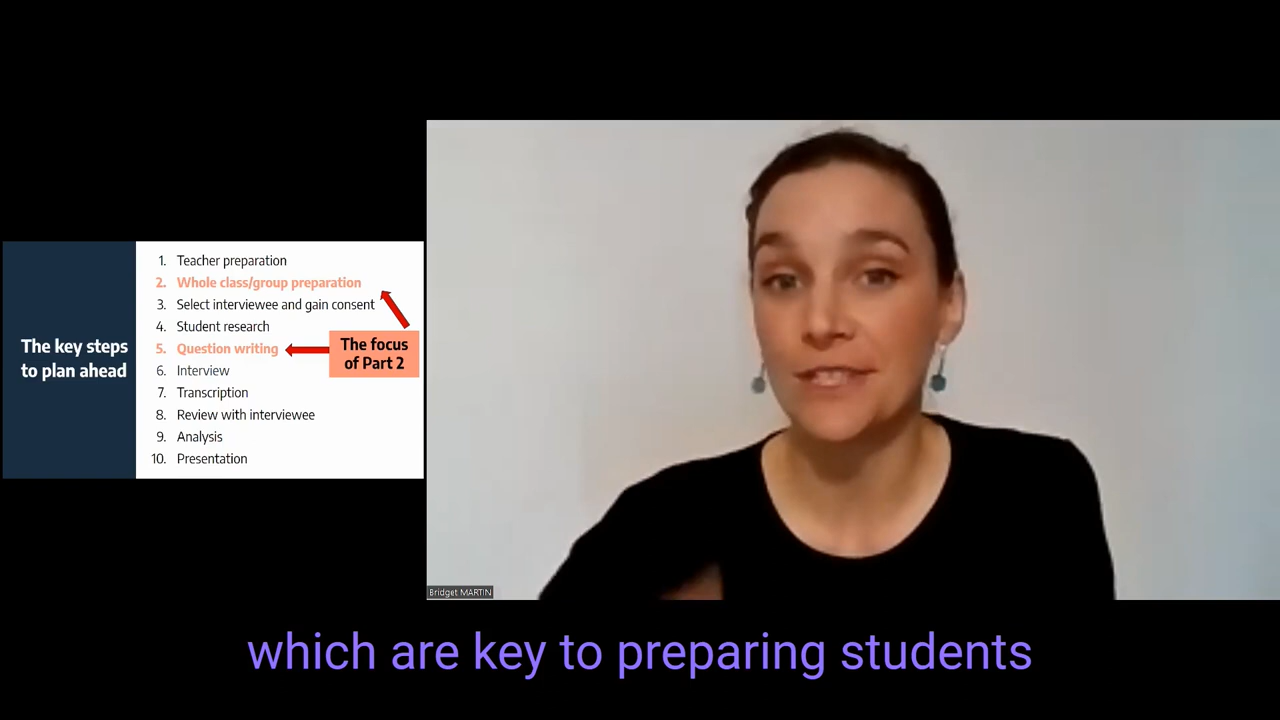 The key steps
to plan ahead
1. Teacher preparation
2. Whole class/group preparation
3. Select interviewee and gain consent
4. Student research
5. Question writing
6. Interview
7. Transcription
8. Review with interviewee
9. Analysis
10. Presentation
The focus
of Part 2
Bridget MARTIN
which are key to preparing students